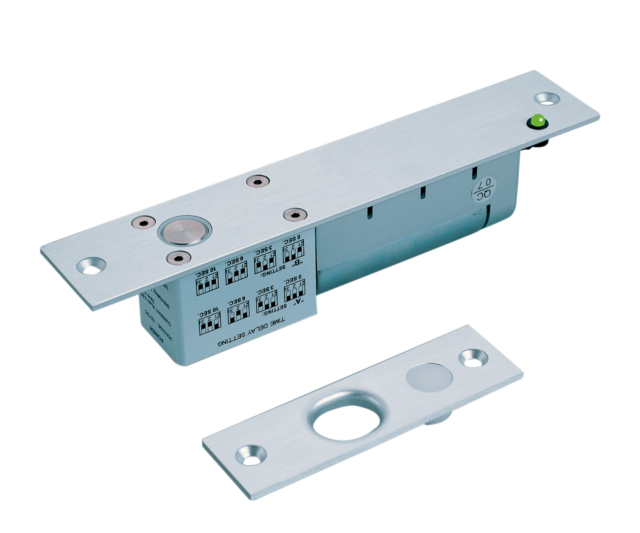 TIME DELAY SETTING
"A" SETTING:
0 SEC. 3 SEC. 6 SEC. 10 SEC.
"B" SETTING:
0 SEC. 3 SEC. 6 SEC. 10 SEC.
QC
07